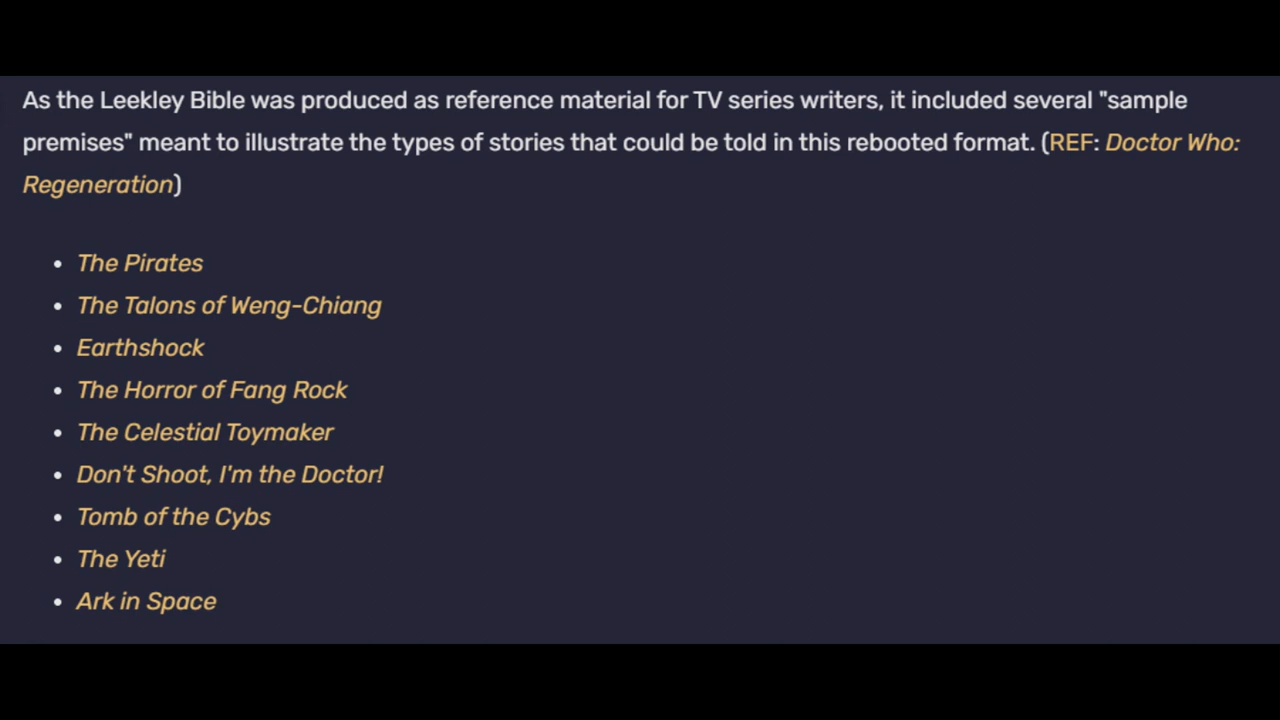 As the Leekley Bible was produced as reference material for TV series writers, it included several "sample
premises" meant to illustrate the types of stories that could be told in this rebooted format. (REF: Doctor Who:
Regeneration)
• The Pirates
• The Talons of Weng-Chiang
• Earthshock
• The Horror of Fang Rock
• The Celestial Toymaker
• Don't Shoot, I'm the Doctor!
• Tomb of the Cybs
• The Yeti
• Ark in Space